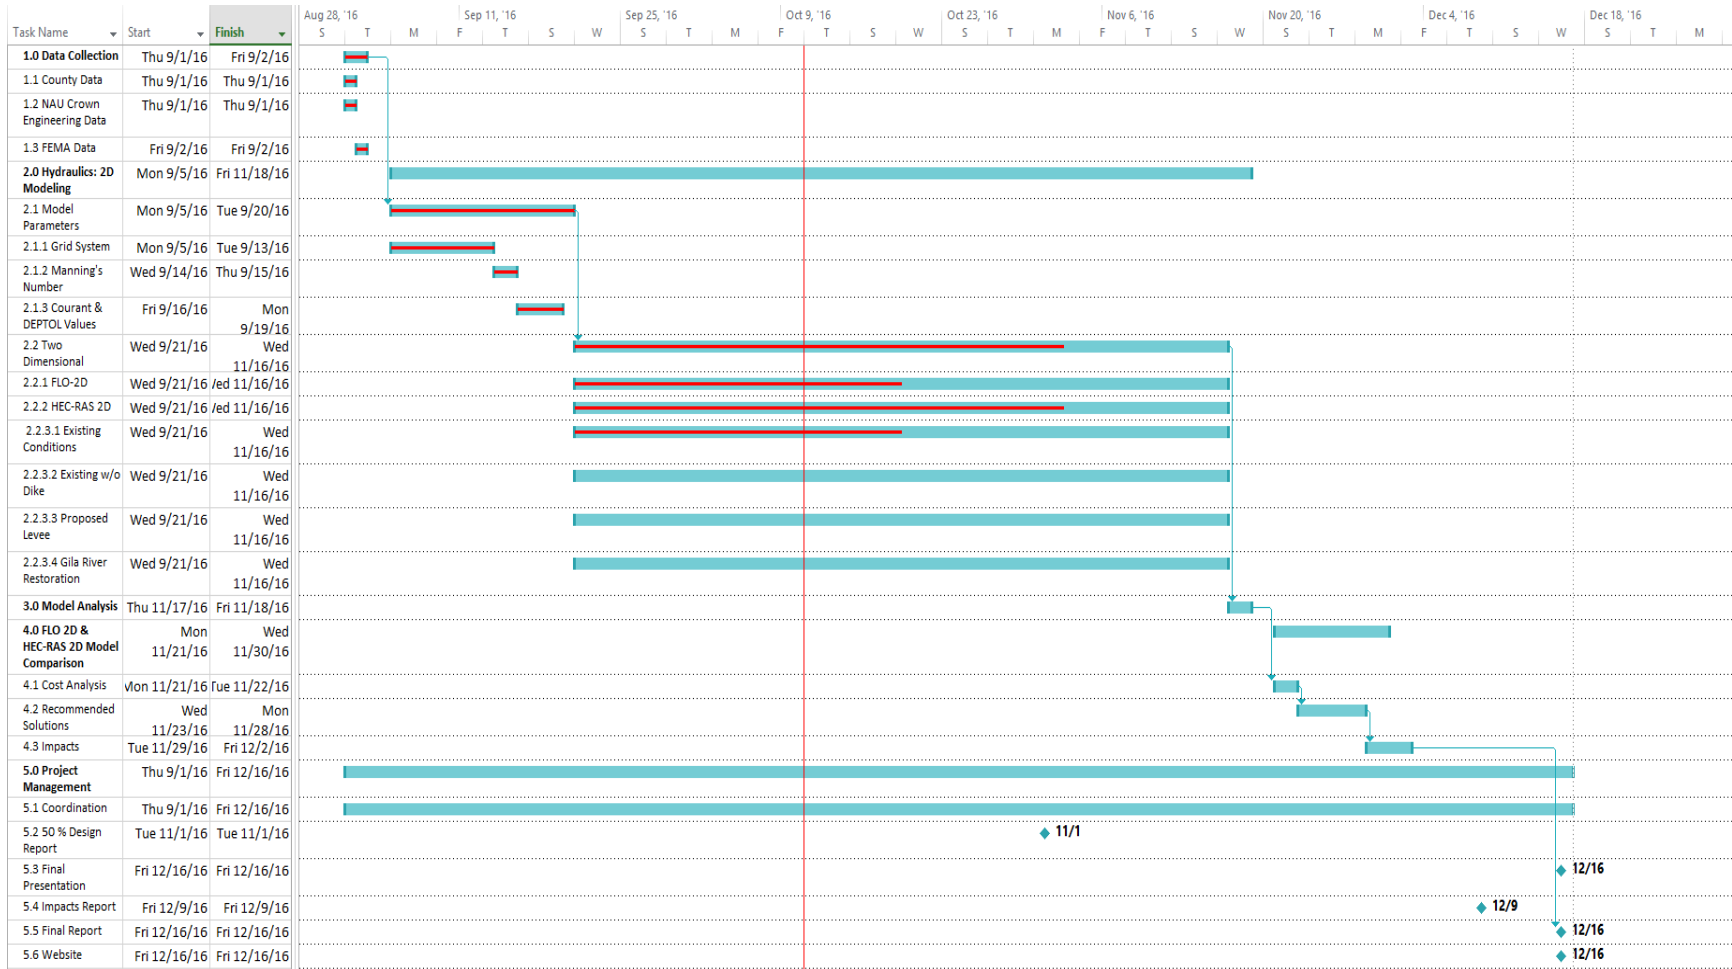 Aug 28, '16 Sep 11, '16 Sep 25, '16 Oct 9, '16 Oct 23, '16 Nov 6, '16 Nov 20, '16 Dec 4, '16 Dec 18, '16
Task Name Start Finish S T M F T S W S T M F T S W S T M F T S W S T M F T S W S T M
1.0 Data Collection Thu 9/1/16 Fri 9/2/16
1.1 County Data Thu 9/1/16 Thu 9/1/16
1.2 NAU Crown Thu 9/1/16 Thu 9/1/16
Engineering Data
1.3 FEMA Data Fri 9/2/16 Fri 9/2/16
2.0 Hydraulics: 2D Mon 9/5/16 Fri 11/18/16
Modeling
2.1 Model Mon 9/5/16 Tue 9/20/16
Parameters
2.1.1 Grid System Mon 9/5/16 Tue 9/13/16
2.1.2 Manning's Wed 9/14/16 Thu 9/15/16
Number
2.1.3 Courant & Fri 9/16/16 Mon
DEPTOL Values 9/19/16
2.2 Two Wed 9/21/16 Wed
Dimensional 11/16/16
2.2.1 FLO-2D Wed 9/21/16 /ed 11/16/16
2.2.2 HEC-RAS 2D Wed 9/21/16 /ed 11/16/16
2.2.3.1 Existing Wed 9/21/16 Wed
Conditions 11/16/16
2.2.3.2 Existing w/o Wed 9/21/16 Wed
Dike 11/16/16
2.2.3.3 Proposed Wed 9/21/16 Wed
Levee 11/16/16
2.2.3.4 Gila River Wed 9/21/16 Wed
Restoration 11/16/16
3.0 Model Analysis Thu 11/17/16 Fri 11/18/16
4.0 FLO 2D & Mon Wed
HEC-RAS 2D Model 11/21/16 11/30/16
Comparison
4.1 Cost Analysis Mon 11/21/16 Tue 11/22/16
4.2 Recommended Wed Mon
Solutions 11/23/16 11/28/16
4.3 Impacts Tue 11/29/16 Fri 12/2/16
5.0 Project Thu 9/1/16 Fri 12/16/16
Management
5.1 Coordination Thu 9/1/16 Fri 12/16/16
5.2 50 % Design Tue 11/1/16 Tue 11/1/16 11/1
Report
5.3 Final Fri 12/16/16 Fri 12/16/16 12/16
Presentation
5.4 Impacts Report Fri 12/9/16 Fri 12/9/16 12/9
5.5 Final Report Fri 12/16/16 Fri 12/16/16 12/16
5.6 Website Fri 12/16/16 Fri 12/16/16 12/16